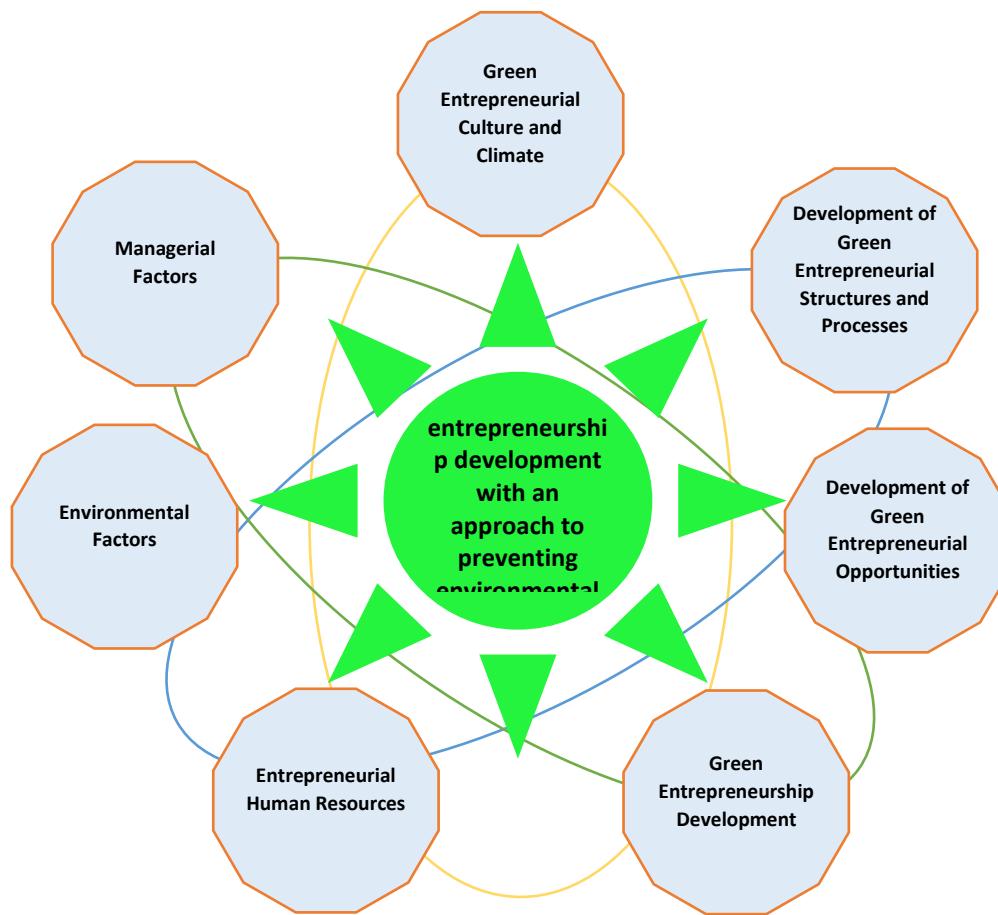 Green
Entrepreneurial
Culture and
Climate
Managerial
Factors
Development of
Green
Entrepreneurial
Structures and
Processes
entrepreneurshi
p development
with an
approach to
preventing
environmental
Environmental
Factors
Development of
Green
Entrepreneurial
Opportunities
Entrepreneurial
Human Resources
Green
Entrepreneurship
Development